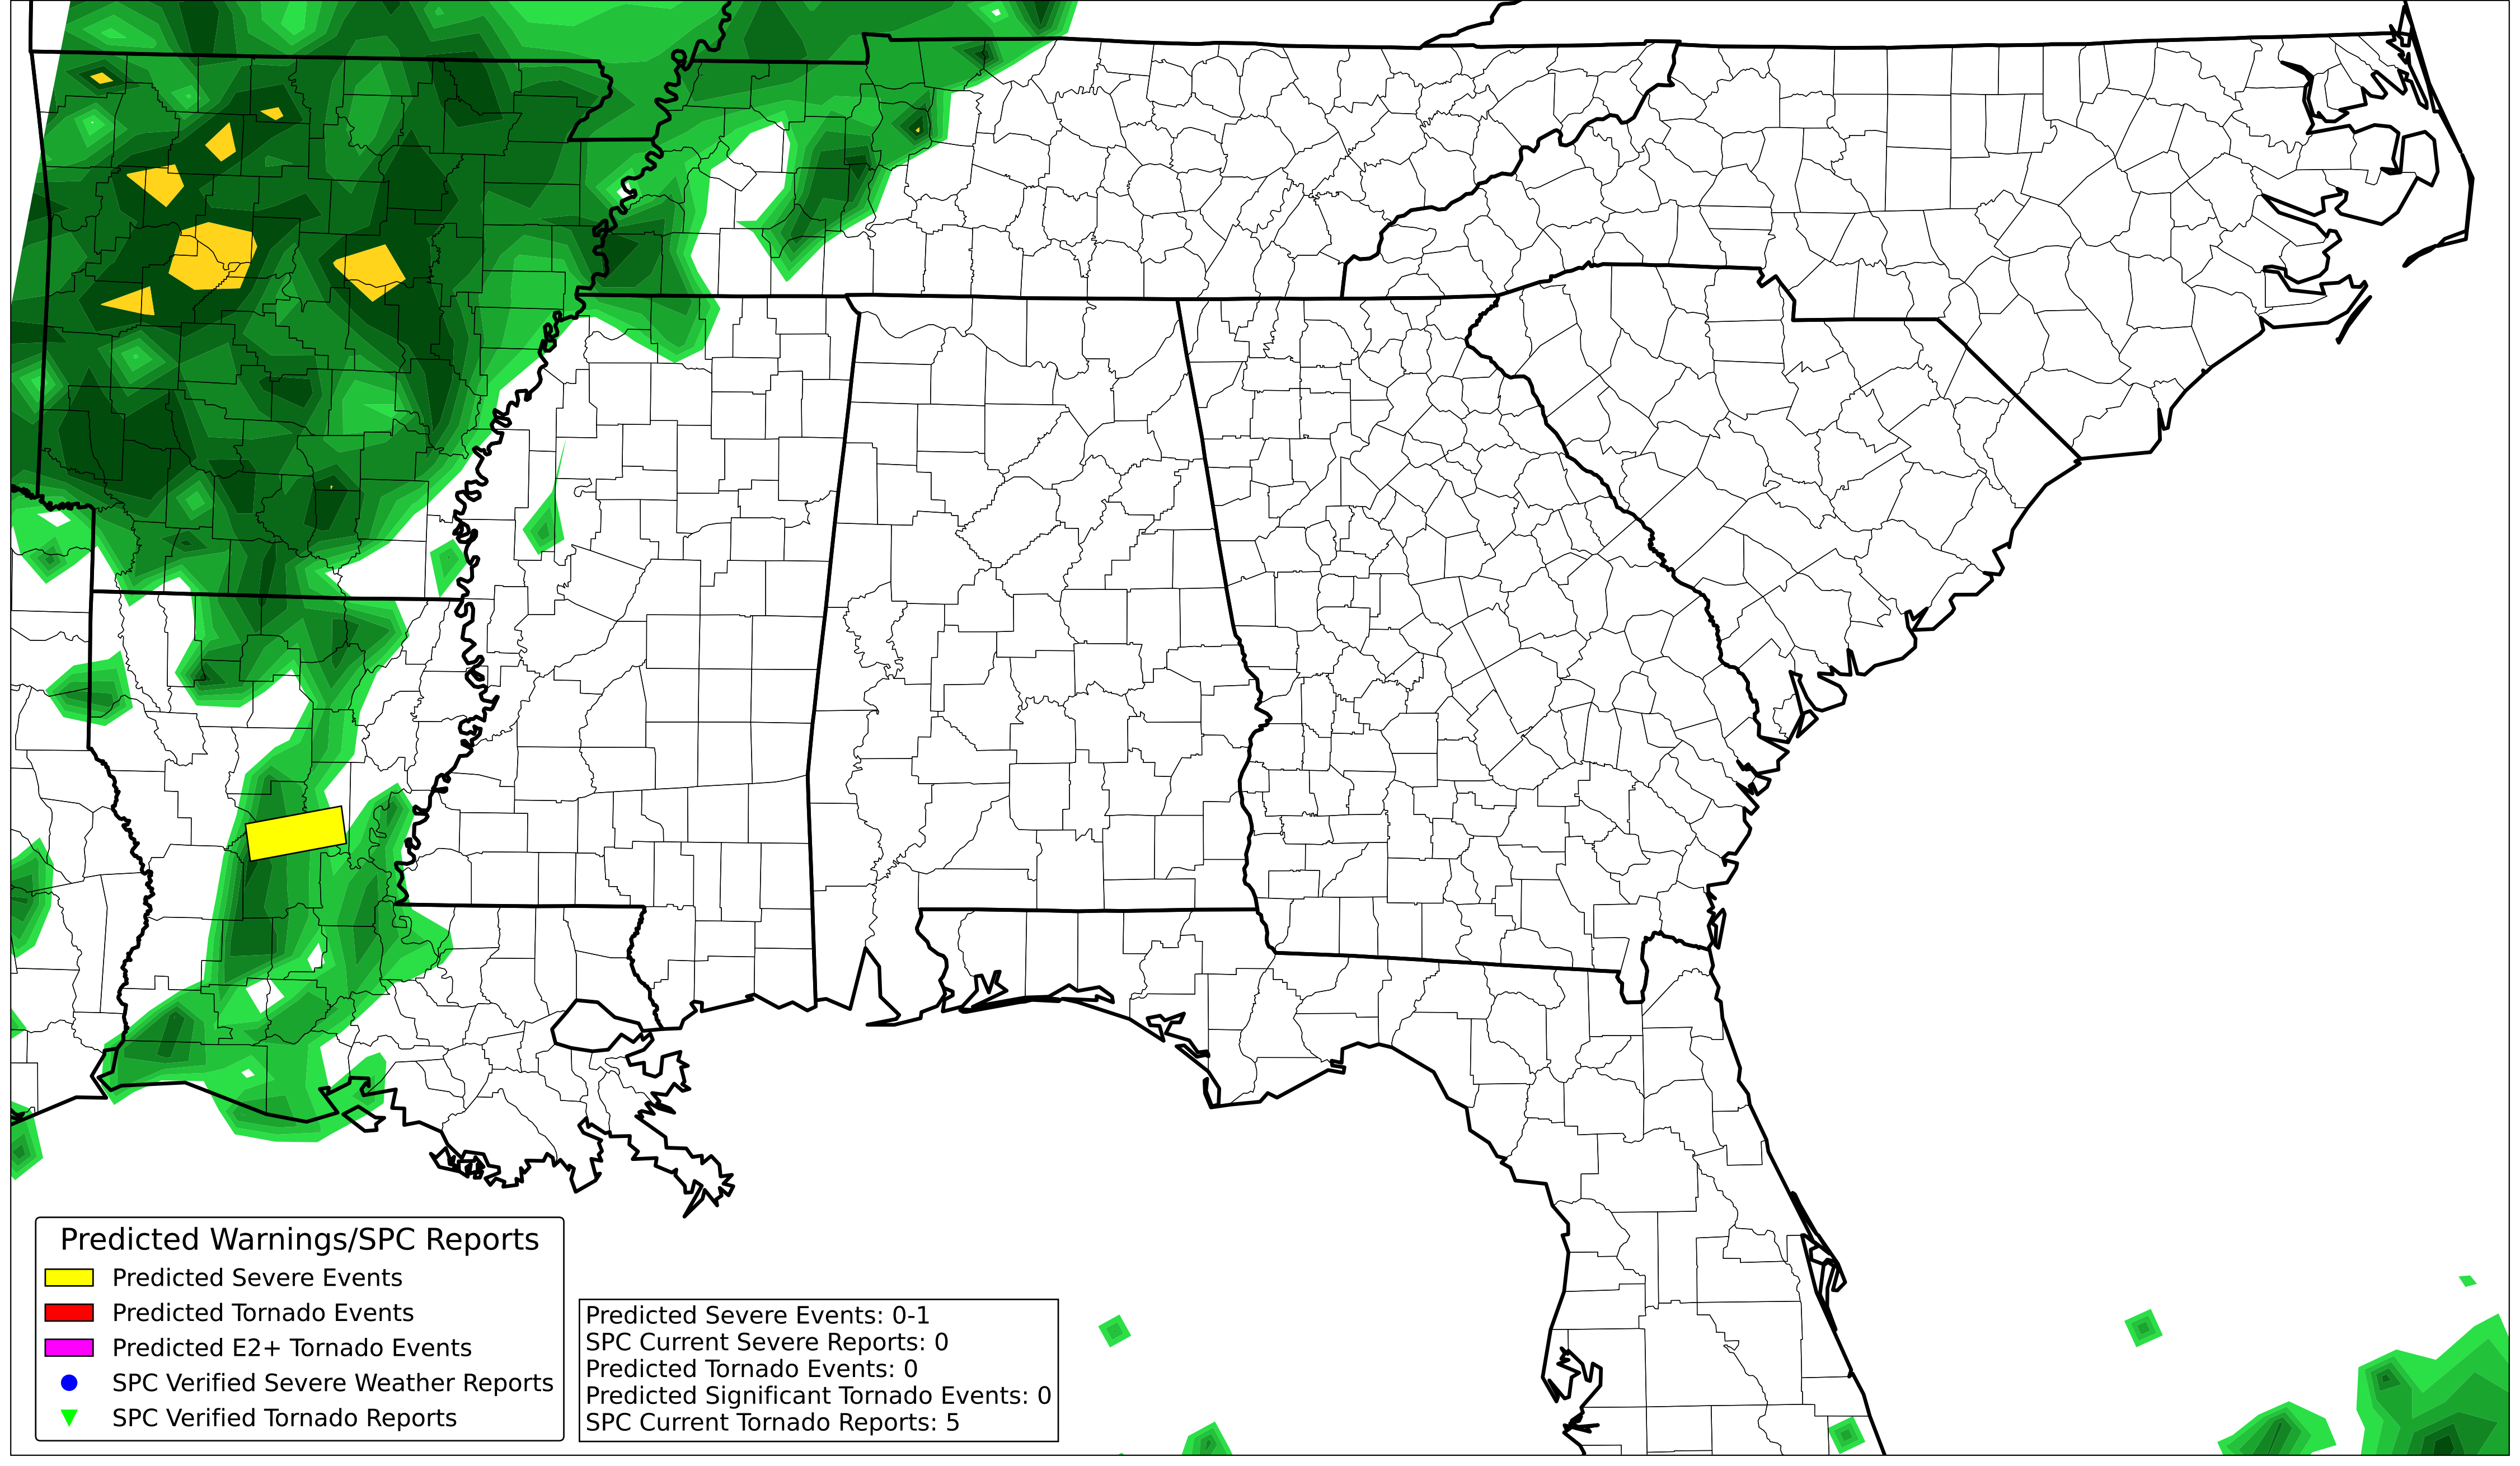 Predicted Warnings/SPC Reports
Predicted Severe Events
Predicted Tornado Events
Predicted E2+ Tornado Events
SPC Verified Severe Weather Reports
SPC Verified Tornado Reports
Predicted Severe Events: 0-1
SPC Current Severe Reports: 0
Predicted Tornado Events: 0
Predicted Significant Tornado Events: 0
SPC Current Tornado Reports: 5